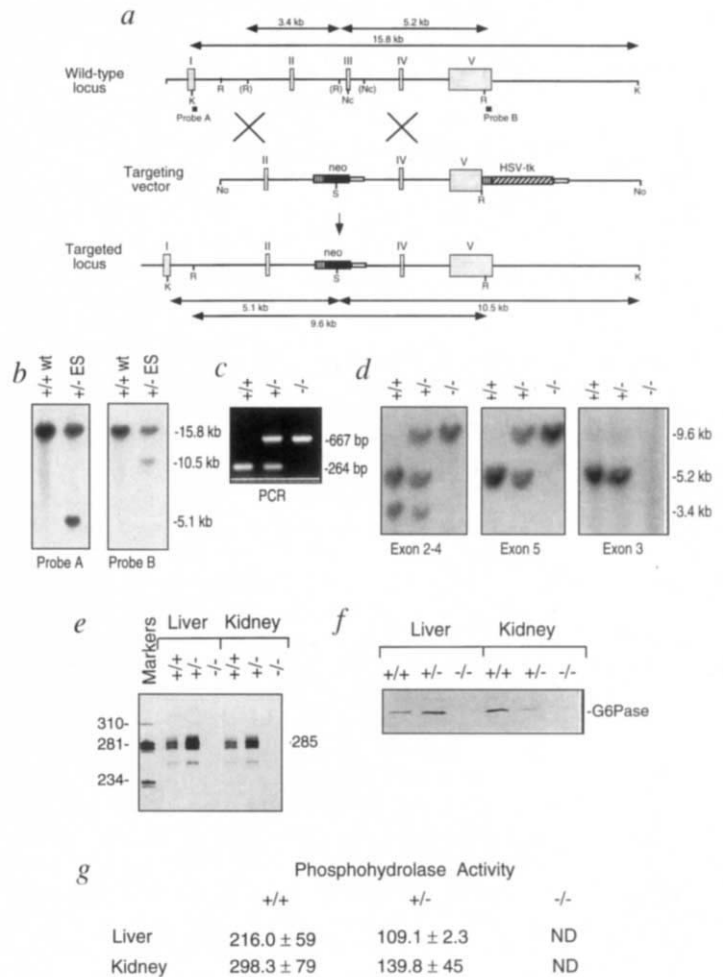 a
3.4 kb 5.2 kb
15.8 kb
I II III IV V
Wild-type locus
K R (R) (R) Nc (Nc) R K
Probe A Probe B
II neo IV V HSV-tk
Targeting vector
No S R No
I II neo IV V
Targeted locus
K R S R K
5.1 kb 10.5 kb
9.6 kb
b
+/+ wt +/- ES +/+ wt +/- ES
-15.8 kb
-10.5 kb
-5.1 kb
Probe A Probe B
c
+/+ +/- -/-
-667 bp
-264 bp
PCR
d
+/+ +/- -/- +/+ +/- -/- +/+ +/- -/-
-9.6 kb
-5.2 kb
-3.4 kb
Exon 2-4 Exon 5 Exon 3
e
Liver Kidney
Markers +/+ +/- -/- +/+ +/- -/-
310-
281- -285
234-
f
Liver Kidney
+/+ +/- -/- +/+ +/- -/-
-G6Pase
g
Phosphohydrolase Activity
+/+ +/- -/-
Liver 216.0 ± 59 109.1 ± 2.3 ND
Kidney 298.3 ± 79 139.8 ± 45 ND